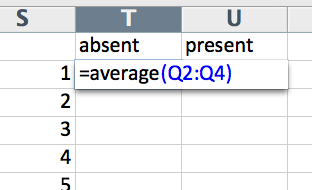 S T U
absent present
1 =average(Q2:Q4)
2
3
4
5